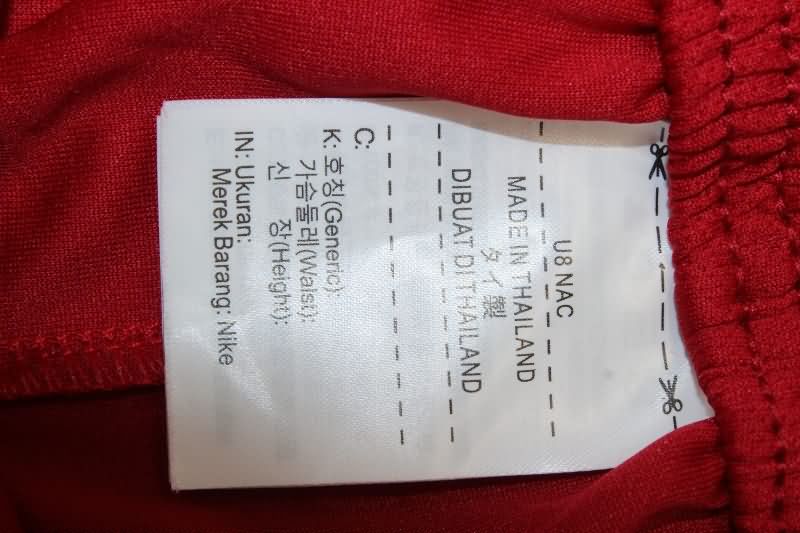 U8 NAC
MADE IN THAILAND
タイ製
DIBUAT DI THAILAND
C:
K: 호칭(Generic):
가슴둘레(Waist):
신 장(Height):
IN: Ukuran:
Merek Barang: Nike